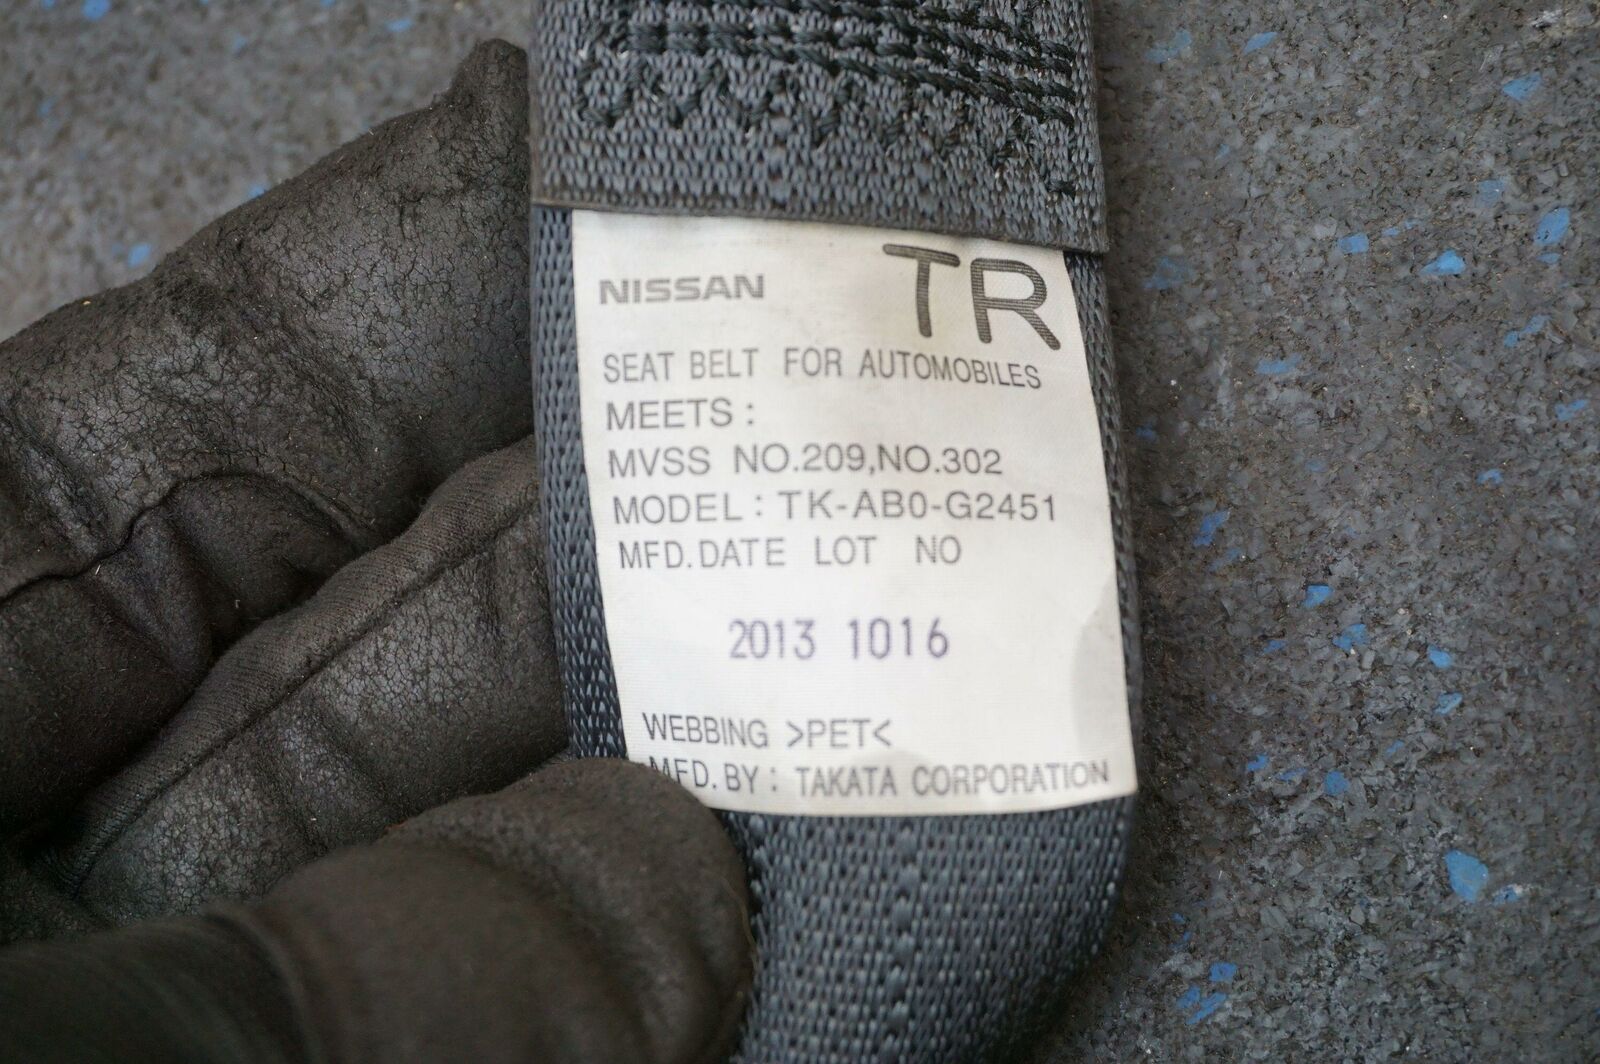 NISSAN TR
SEAT BELT FOR AUTOMOBILES
MEETS :
MVSS NO.209,NO.302
MODEL : TK-AB0-G2451
MFD.DATE LOT NO
2013 1016
WEBBING >PET<
MFD.BY : TAKATA CORPORATION